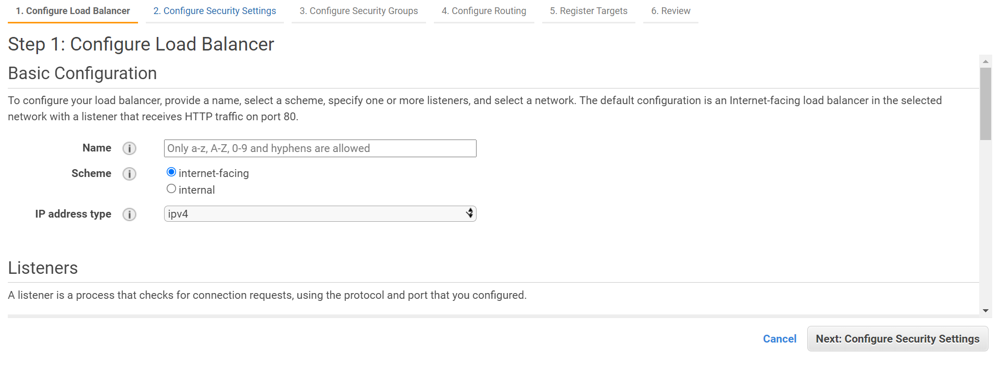 1. Configure Load Balancer 2. Configure Security Settings 3. Configure Security Groups 4. Configure Routing 5. Register Targets 6. Review
Step 1: Configure Load Balancer
Basic Configuration
To configure your load balancer, provide a name, select a scheme, specify one or more listeners, and select a network. The default configuration is an Internet-facing load balancer in the selected
network with a listener that receives HTTP traffic on port 80.
Name i Only a-z, A-Z, 0-9 and hyphens are allowed
Scheme i internet-facing
internal
IP address type i ipv4
Listeners
A listener is a process that checks for connection requests, using the protocol and port that you configured.
Cancel Next: Configure Security Settings